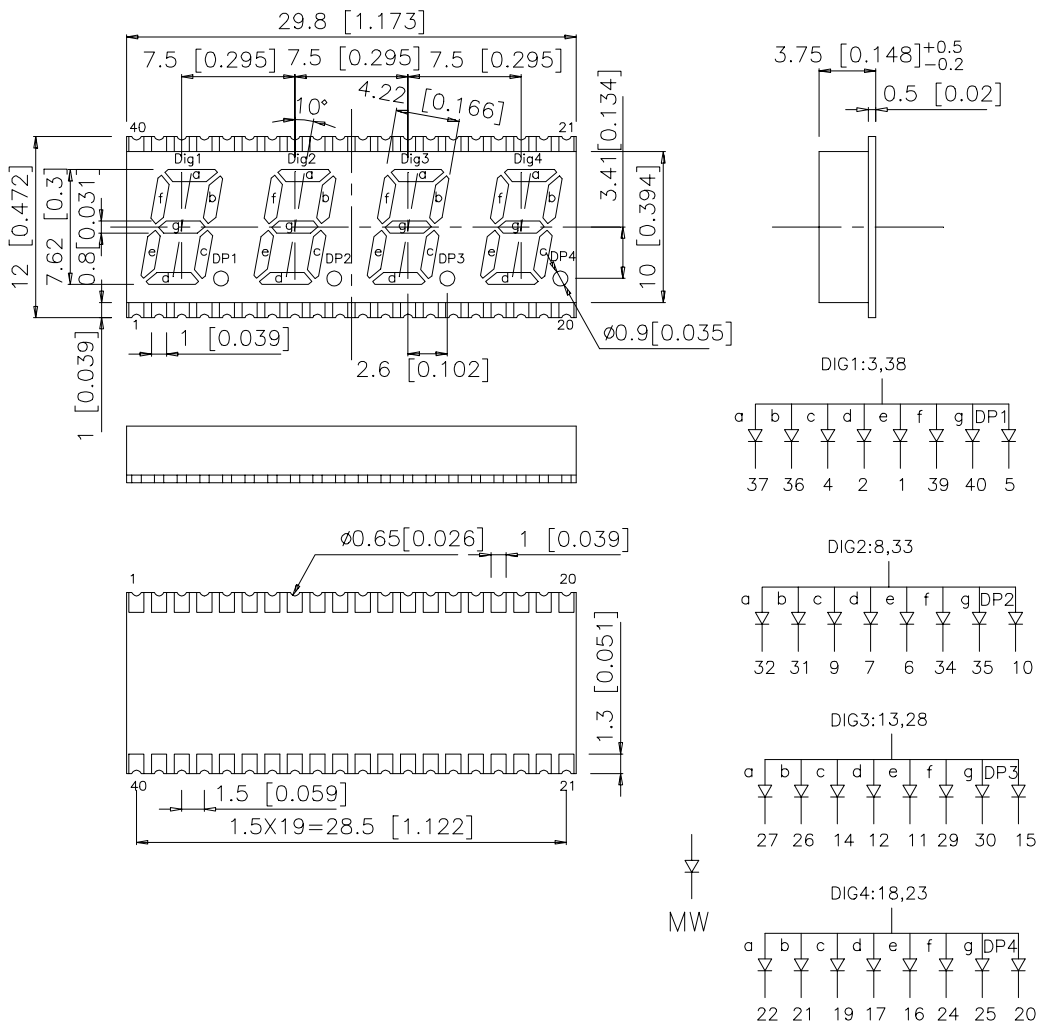 29.8 [1.173]
7.5 [0.295] 7.5 [0.295] 7.5 [0.295]
4.22 [0.166]
10°
40 21
Dig1 Dig2 Dig3 Dig4
a a a a
f b f b f b f b
g g g g
e c e c e c e c
d d d d
DP1 DP2 DP3 DP4
1 20
12 [0.472]
7.62 [0.3]
0.8[0.031]
1 [0.039]
1 [0.039]
2.6 [0.102]
ø0.9[0.035]
3.41 [0.134]
10 [0.394]
3.75 [0.148] +0.5 -0.2
0.5 [0.02]
ø0.65[0.026] 1 [0.039]
1 20
1.3 [0.051]
40 21
1.5 [0.059]
1.5X19=28.5 [1.122]
DIG1:3,38
a b c d e f g DP1
37 36 4 2 1 39 40 5
DIG2:8,33
a b c d e f g DP2
32 31 9 7 6 34 35 10
DIG3:13,28
a b c d e f g DP3
27 26 14 12 11 29 30 15
MW
DIG4:18,23
a b c d e f g DP4
22 21 19 17 16 24 25 20